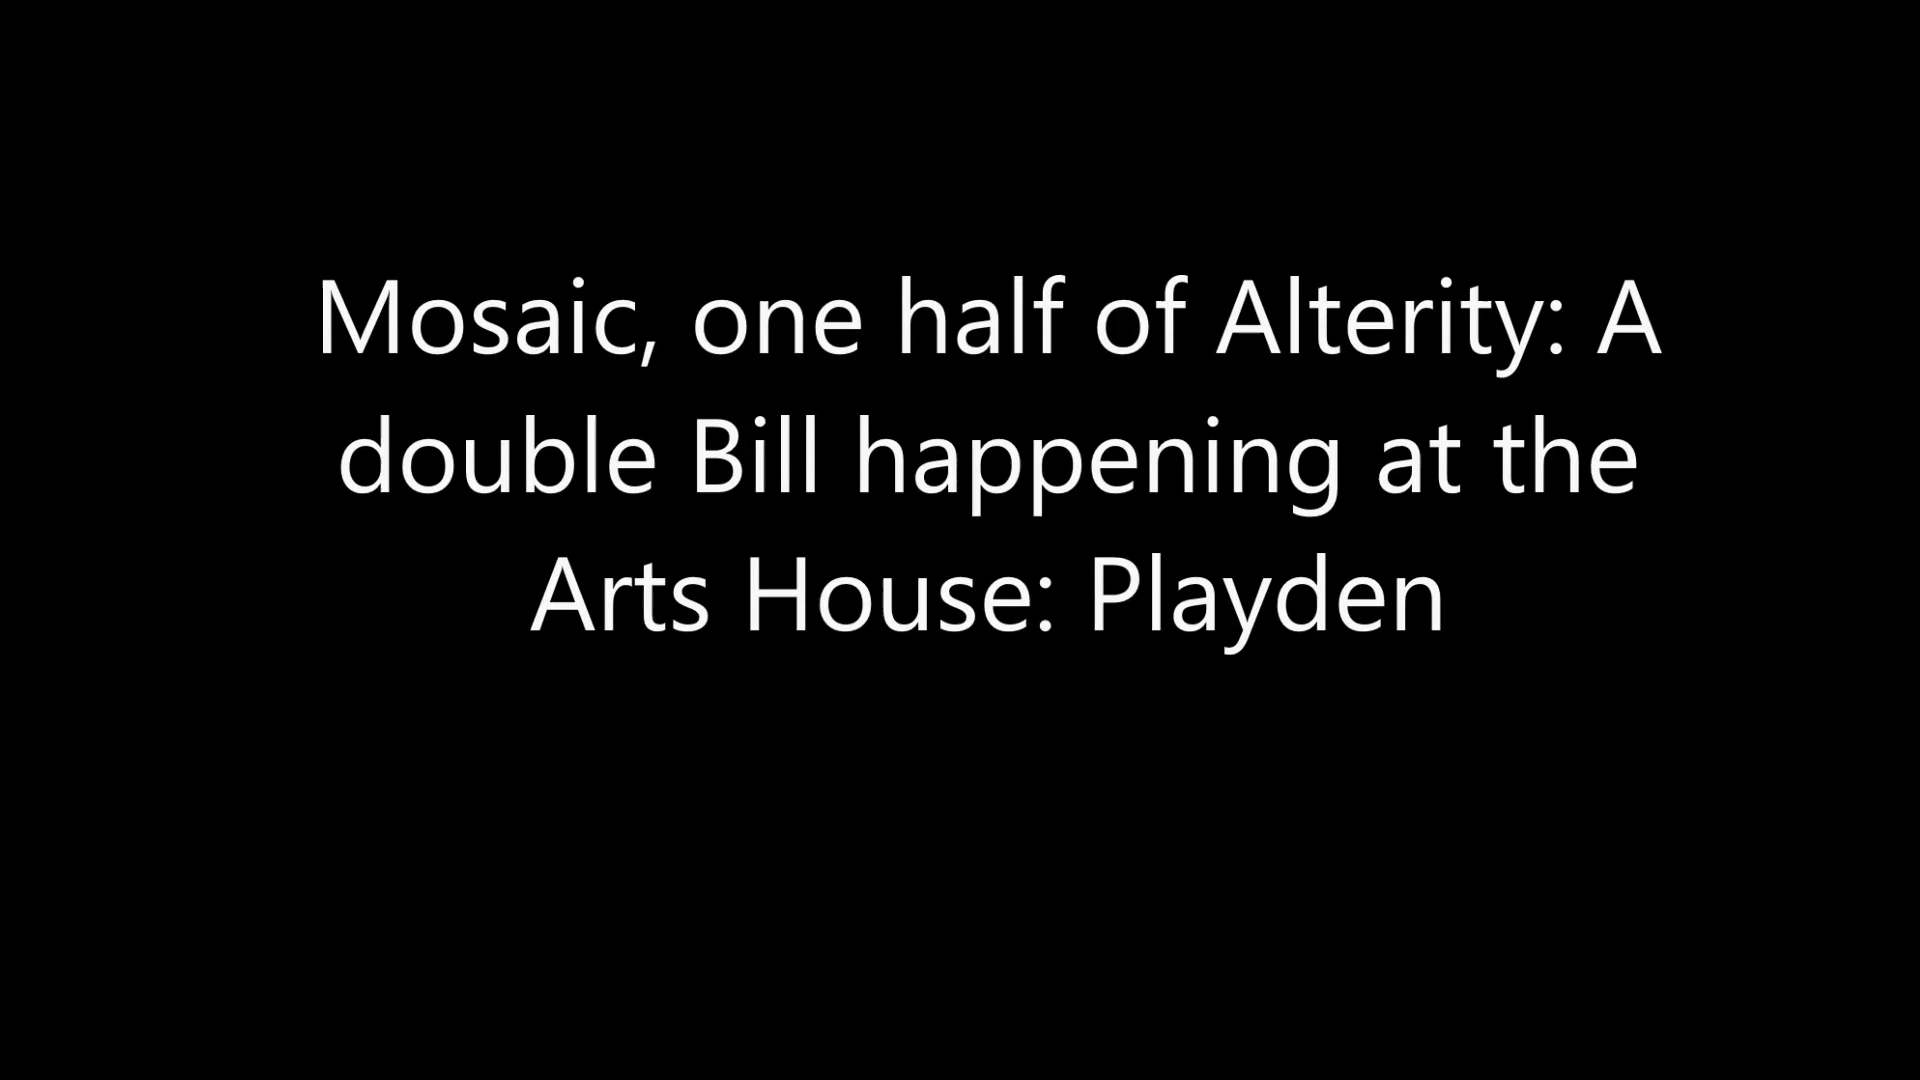 Mosaic, one half of Alterity: A
double Bill happening at the
Arts House: Playden